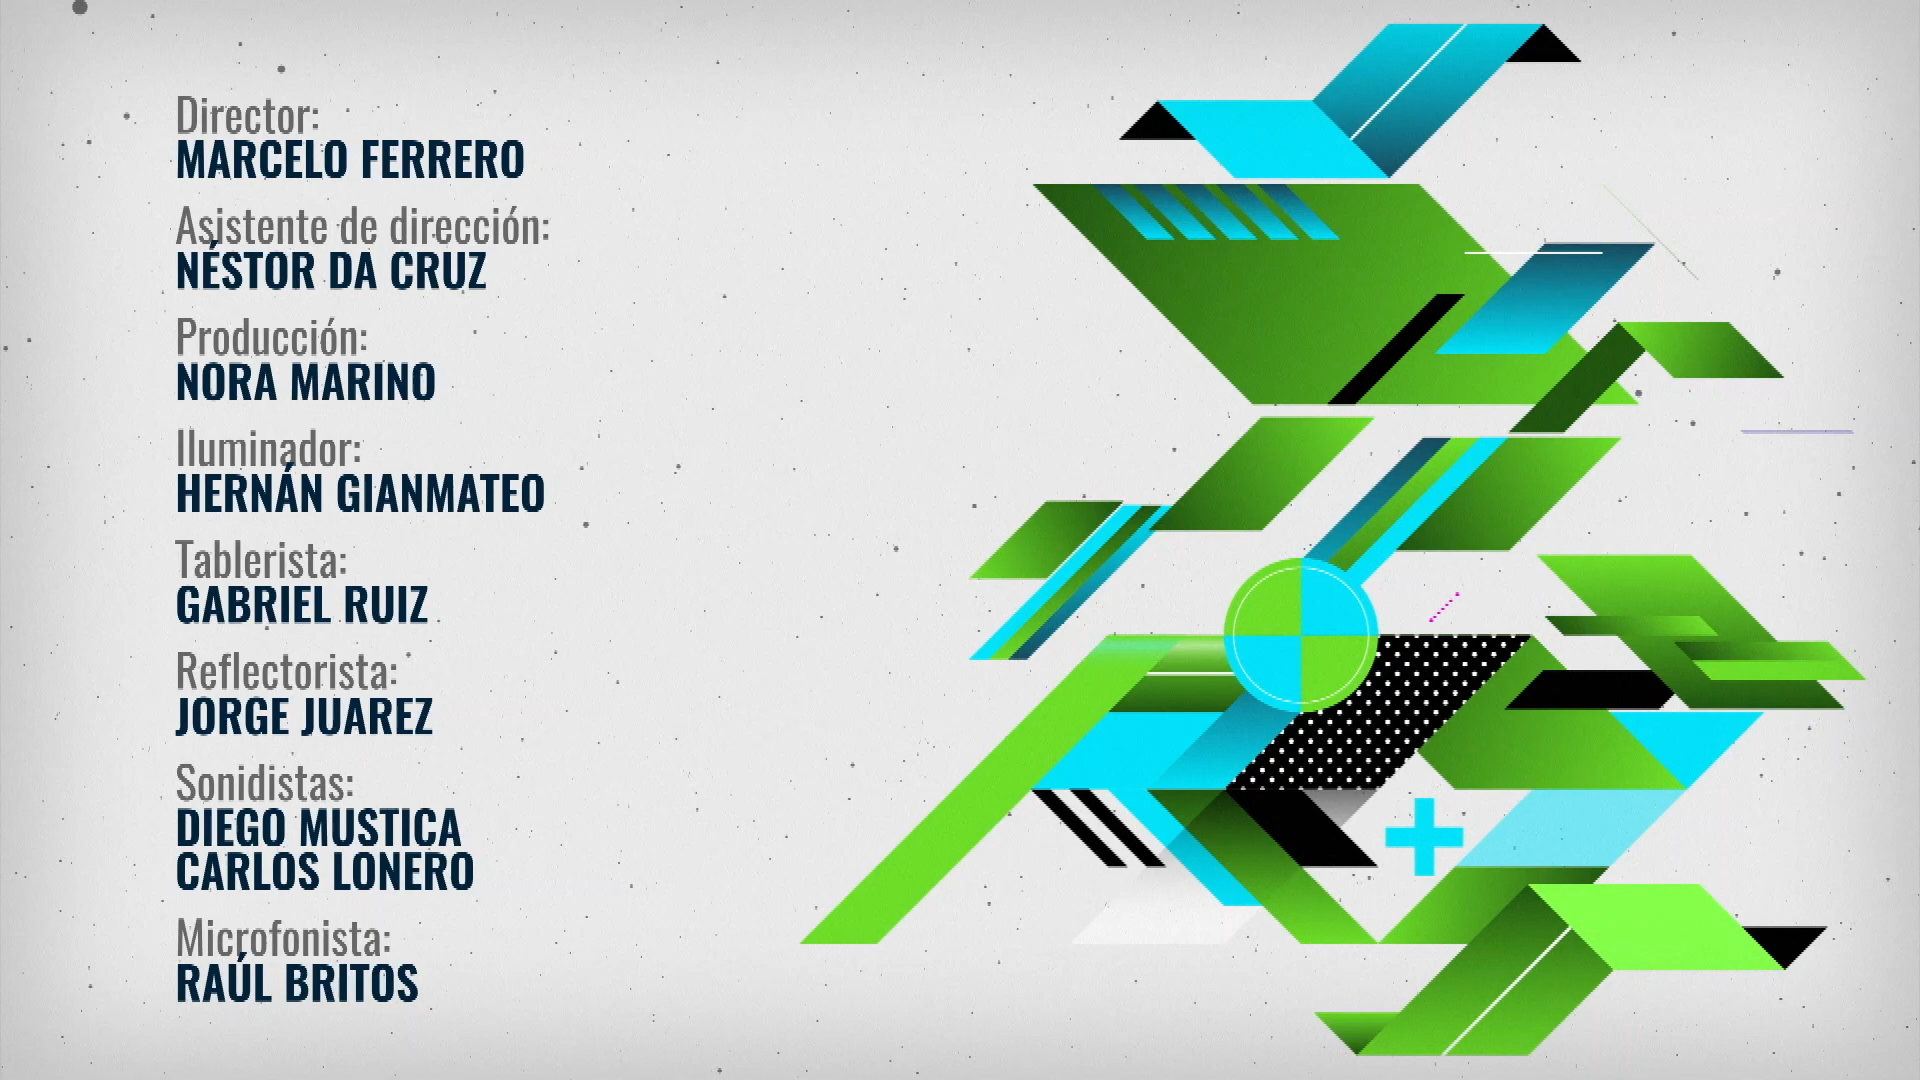 Director:
MARCELO FERRERO
Asistente de dirección:
NÉSTOR DA CRUZ
Producción:
NORA MARINO
Iluminador:
HERNÁN GIANMATEO
Tablerista:
GABRIEL RUIZ
Reflectorista:
JORGE JUAREZ
Sonidistas:
DIEGO MUSTICA
CARLOS LONERO
Microfonista:
RAÚL BRITOS